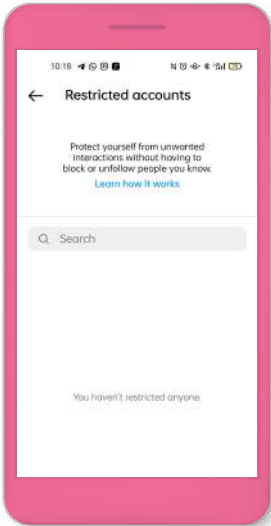 10:18
Restricted accounts
Protect yourself from unwanted
interactions without having to
block or unfollow people you know.
Learn how it works
Search
You haven't restricted anyone.